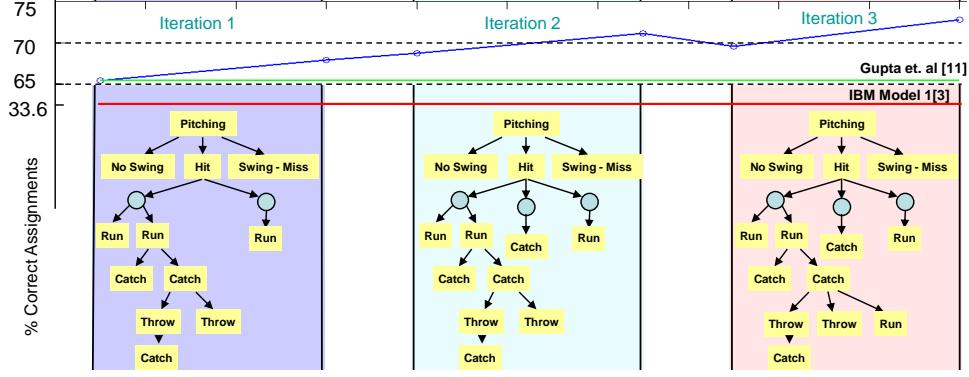 75
Iteration 1
Iteration 2
Iteration 3
70
Gupta et. al [11]
65
IBM Model 1[3]
33.6
% Correct Assignments
Pitching
No Swing
Hit
Swing - Miss
Run
Run
Run
Catch
Catch
Throw
Throw
Catch
Pitching
No Swing
Hit
Swing - Miss
Run
Run
Catch
Run
Catch
Catch
Throw
Throw
Catch
Pitching
No Swing
Hit
Swing - Miss
Run
Run
Catch
Run
Catch
Catch
Throw
Throw
Run
Catch